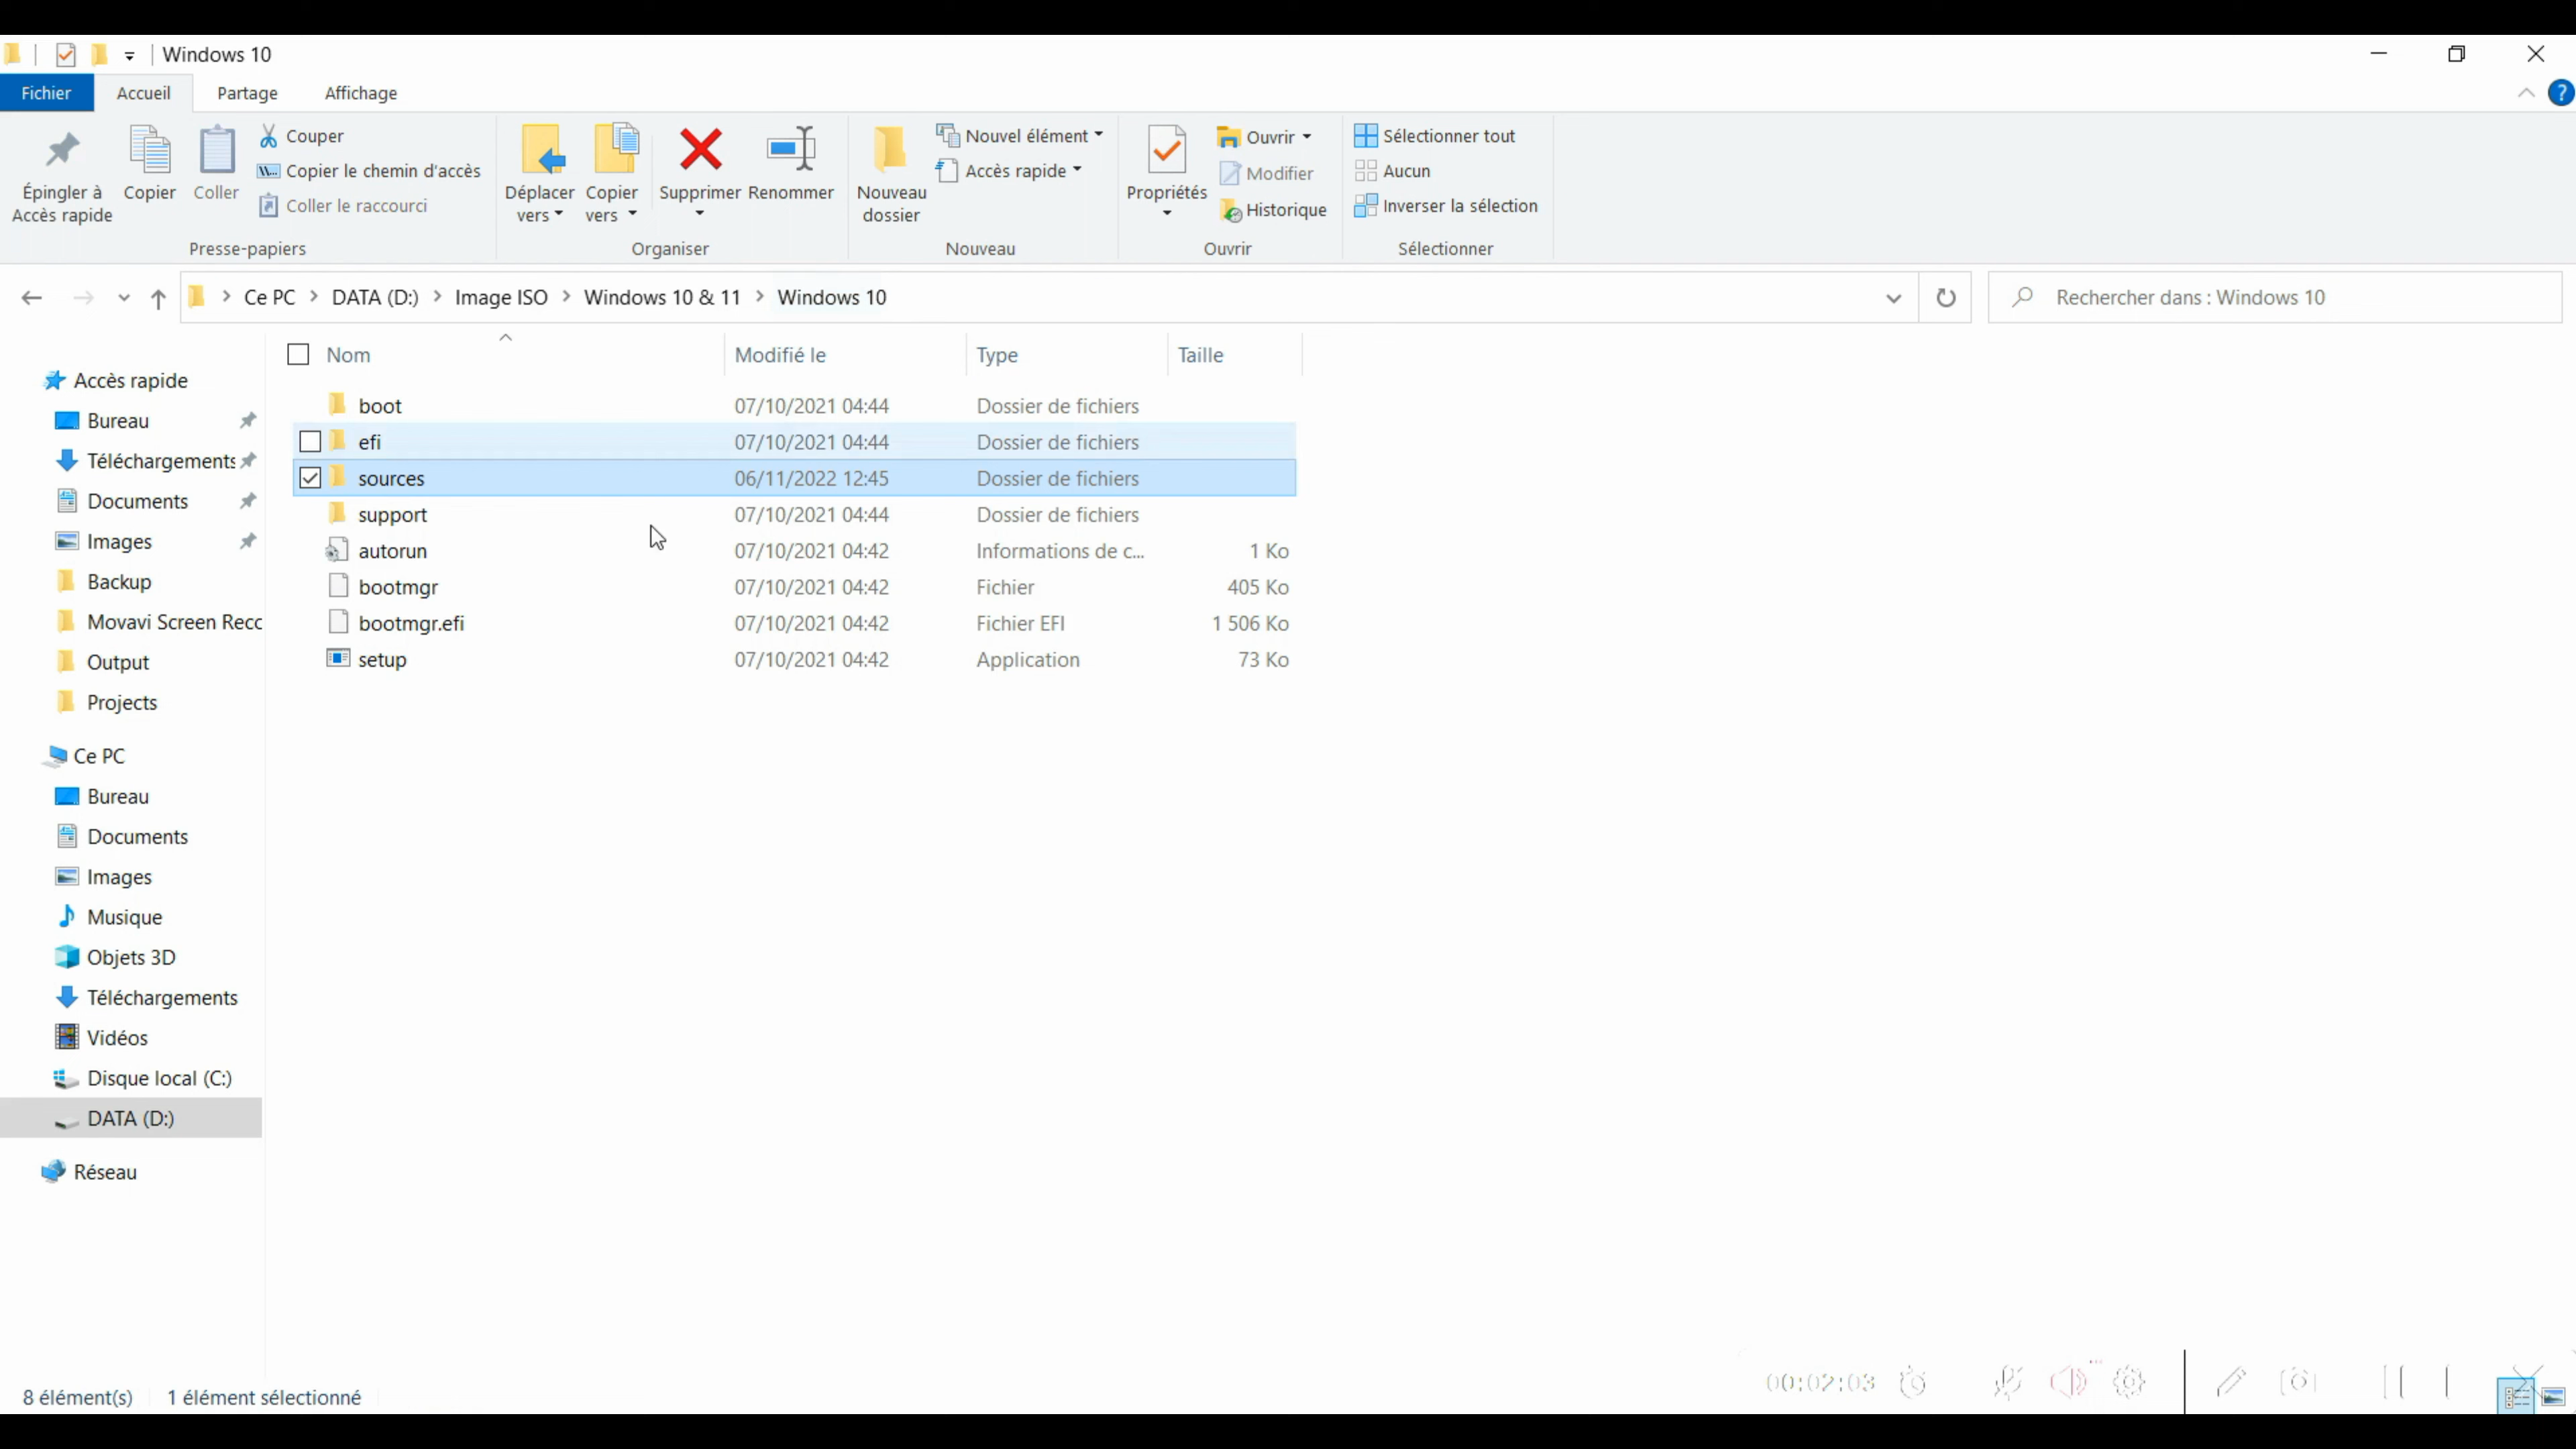 Windows 10
Fichier Accueil Partage Affichage
Épingler à Accès rapide
Copier
Coller
Couper
Copier le chemin d'accès
Coller le raccourci
Presse-papiers
Déplacer vers
Copier vers
Supprimer
Renommer
Organiser
Nouveau dossier
Nouvel élément
Accès rapide
Nouveau
Propriétés
Ouvrir
Modifier
Historique
Ouvrir
Sélectionner tout
Aucun
Inverser la sélection
Sélectionner
Ce PC DATA (D:) Image ISO Windows 10 & 11 Windows 10
Rechercher dans : Windows 10
Accès rapide
Bureau
Téléchargements
Documents
Images
Backup
Movavi Screen Recc
Output
Projects
Ce PC
Bureau
Documents
Images
Musique
Objets 3D
Téléchargements
Vidéos
Disque local (C:)
DATA (D:)
Réseau
Nom Modifié le Type Taille
boot 07/10/2021 04:44 Dossier de fichiers
efi 07/10/2021 04:44 Dossier de fichiers
sources 06/11/2022 12:45 Dossier de fichiers
support 07/10/2021 04:44 Dossier de fichiers
autorun 07/10/2021 04:42 Informations de c... 1 Ko
bootmgr 07/10/2021 04:42 Fichier 405 Ko
bootmgr.efi 07/10/2021 04:42 Fichier EFI 1 506 Ko
setup 07/10/2021 04:42 Application 73 Ko
8 élément(s) 1 élément sélectionné
00:02:03